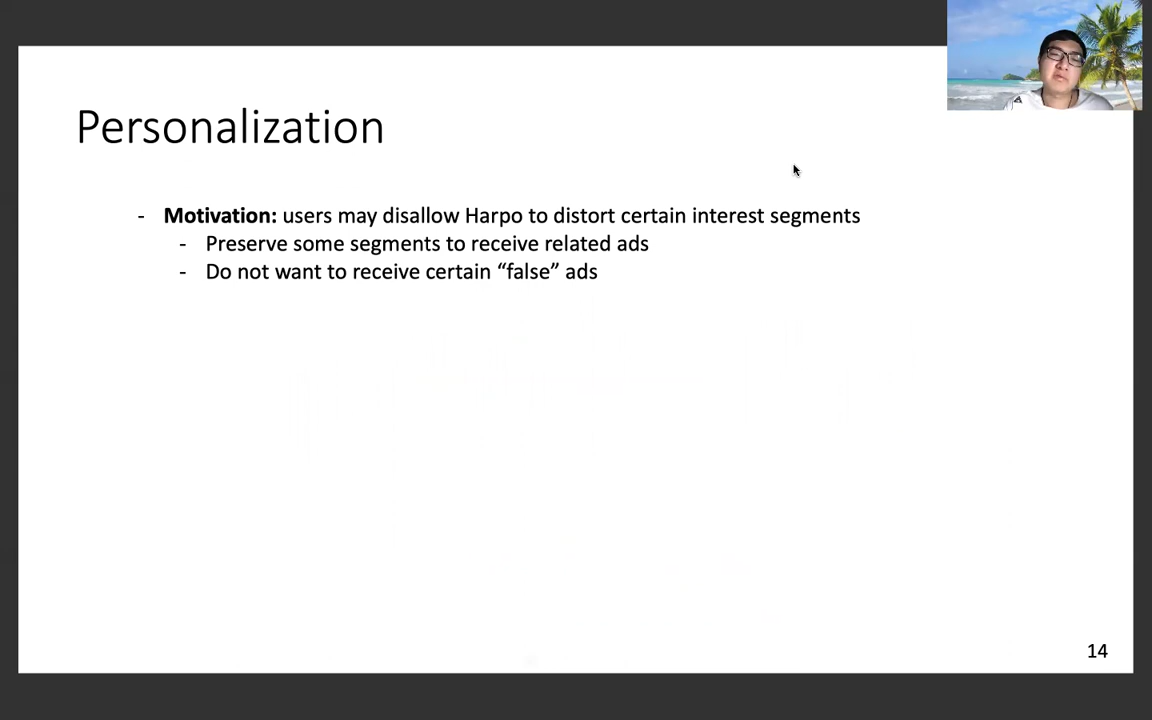 Personalization
- Motivation: users may disallow Harpo to distort certain interest segments
- Preserve some segments to receive related ads
- Do not want to receive certain “false” ads
14